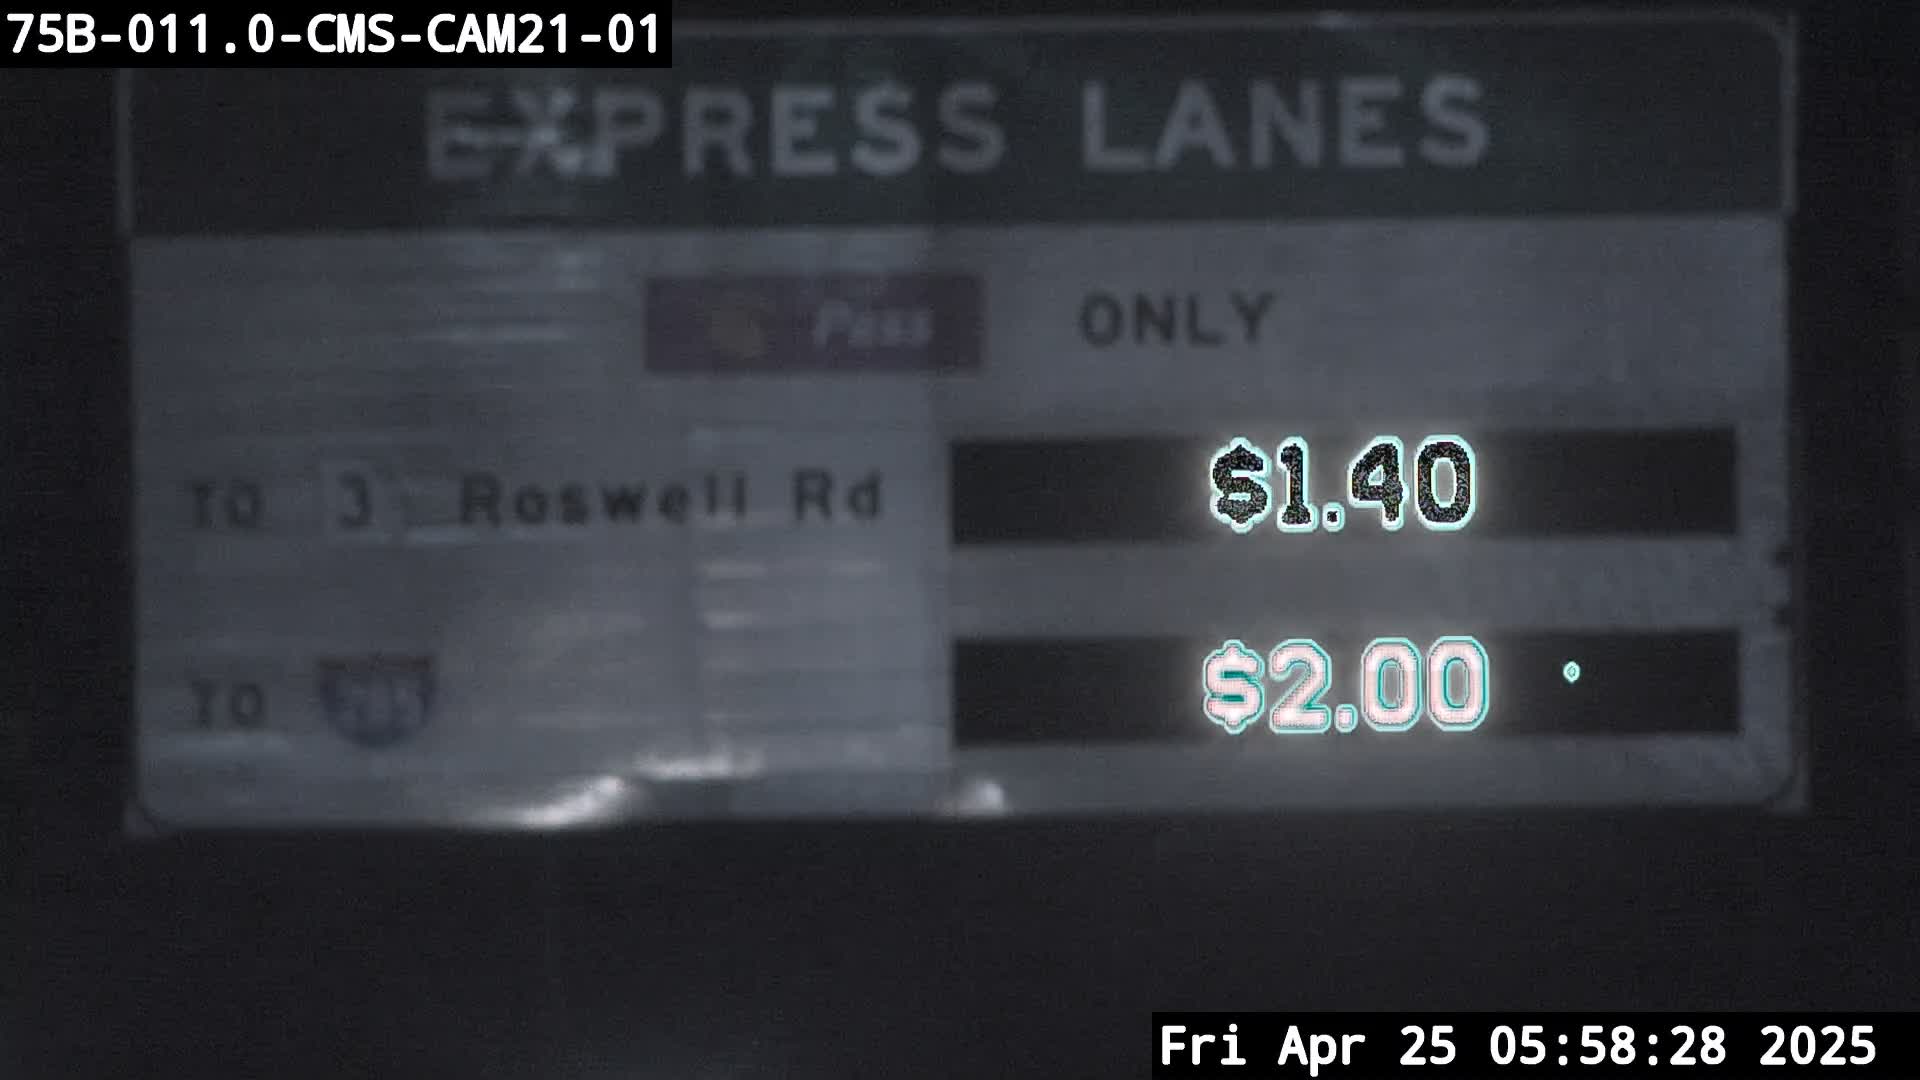 75B-011.0-CMS-CAM21-01
EXPRESS LANES
Pass ONLY
TO 3 Roswell Rd $1.40
TO $2.00
Fri Apr 25 05:58:28 2025